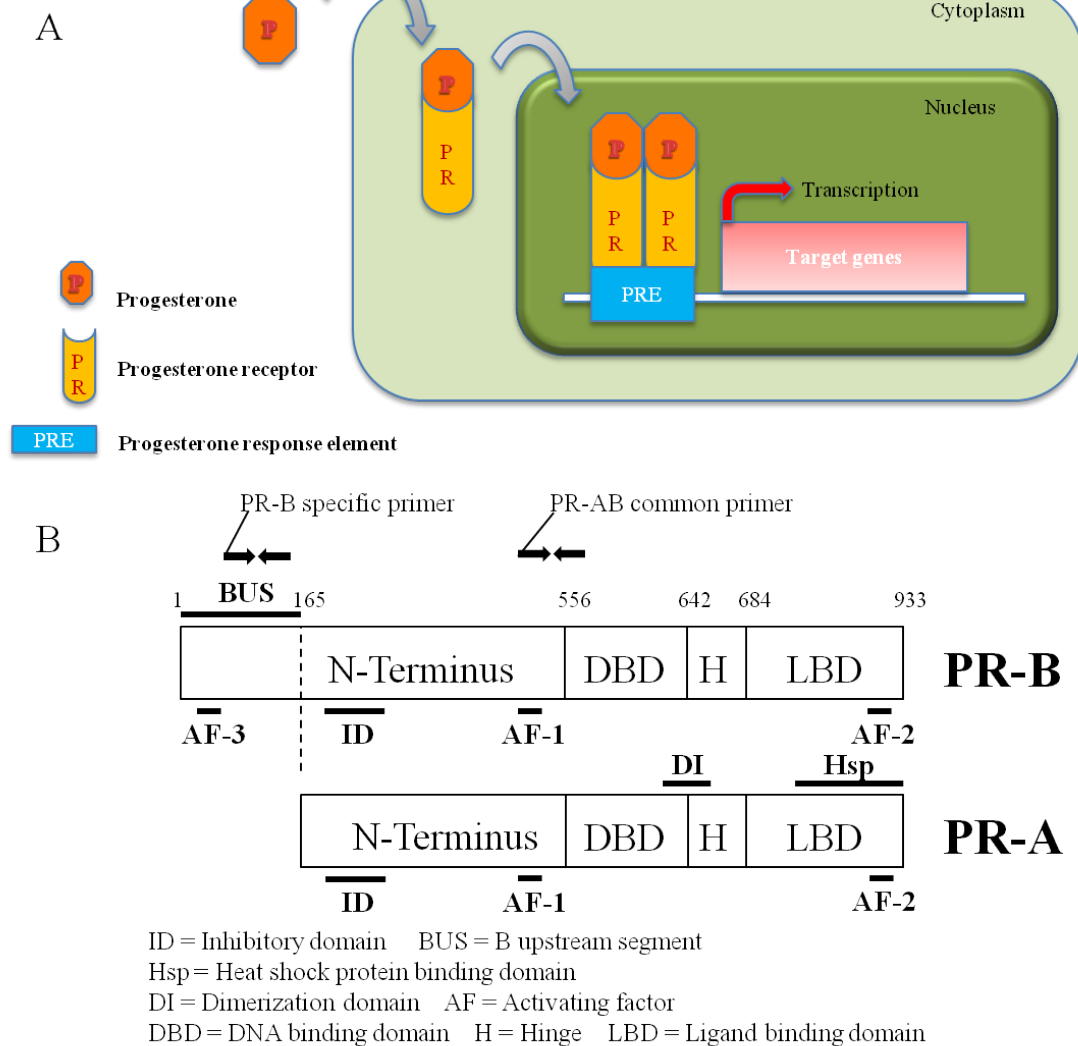 A
Cytoplasm
P
P
P R
Nucleus
P P
P R P R
Transcription
Target genes
PRE
P
Progesterone
P R
Progesterone receptor
PRE Progesterone response element
B
PR-B specific primer PR-AB common primer
BUS
1 165 556 642 684 933
N-Terminus DBD H LBD PR-B
AF-3 ID AF-1 AF-2
DI Hsp
N-Terminus DBD H LBD PR-A
ID AF-1 AF-2
ID = Inhibitory domain BUS = B upstream segment
Hsp = Heat shock protein binding domain
DI = Dimerization domain AF = Activating factor
DBD = DNA binding domain H = Hinge LBD = Ligand binding domain